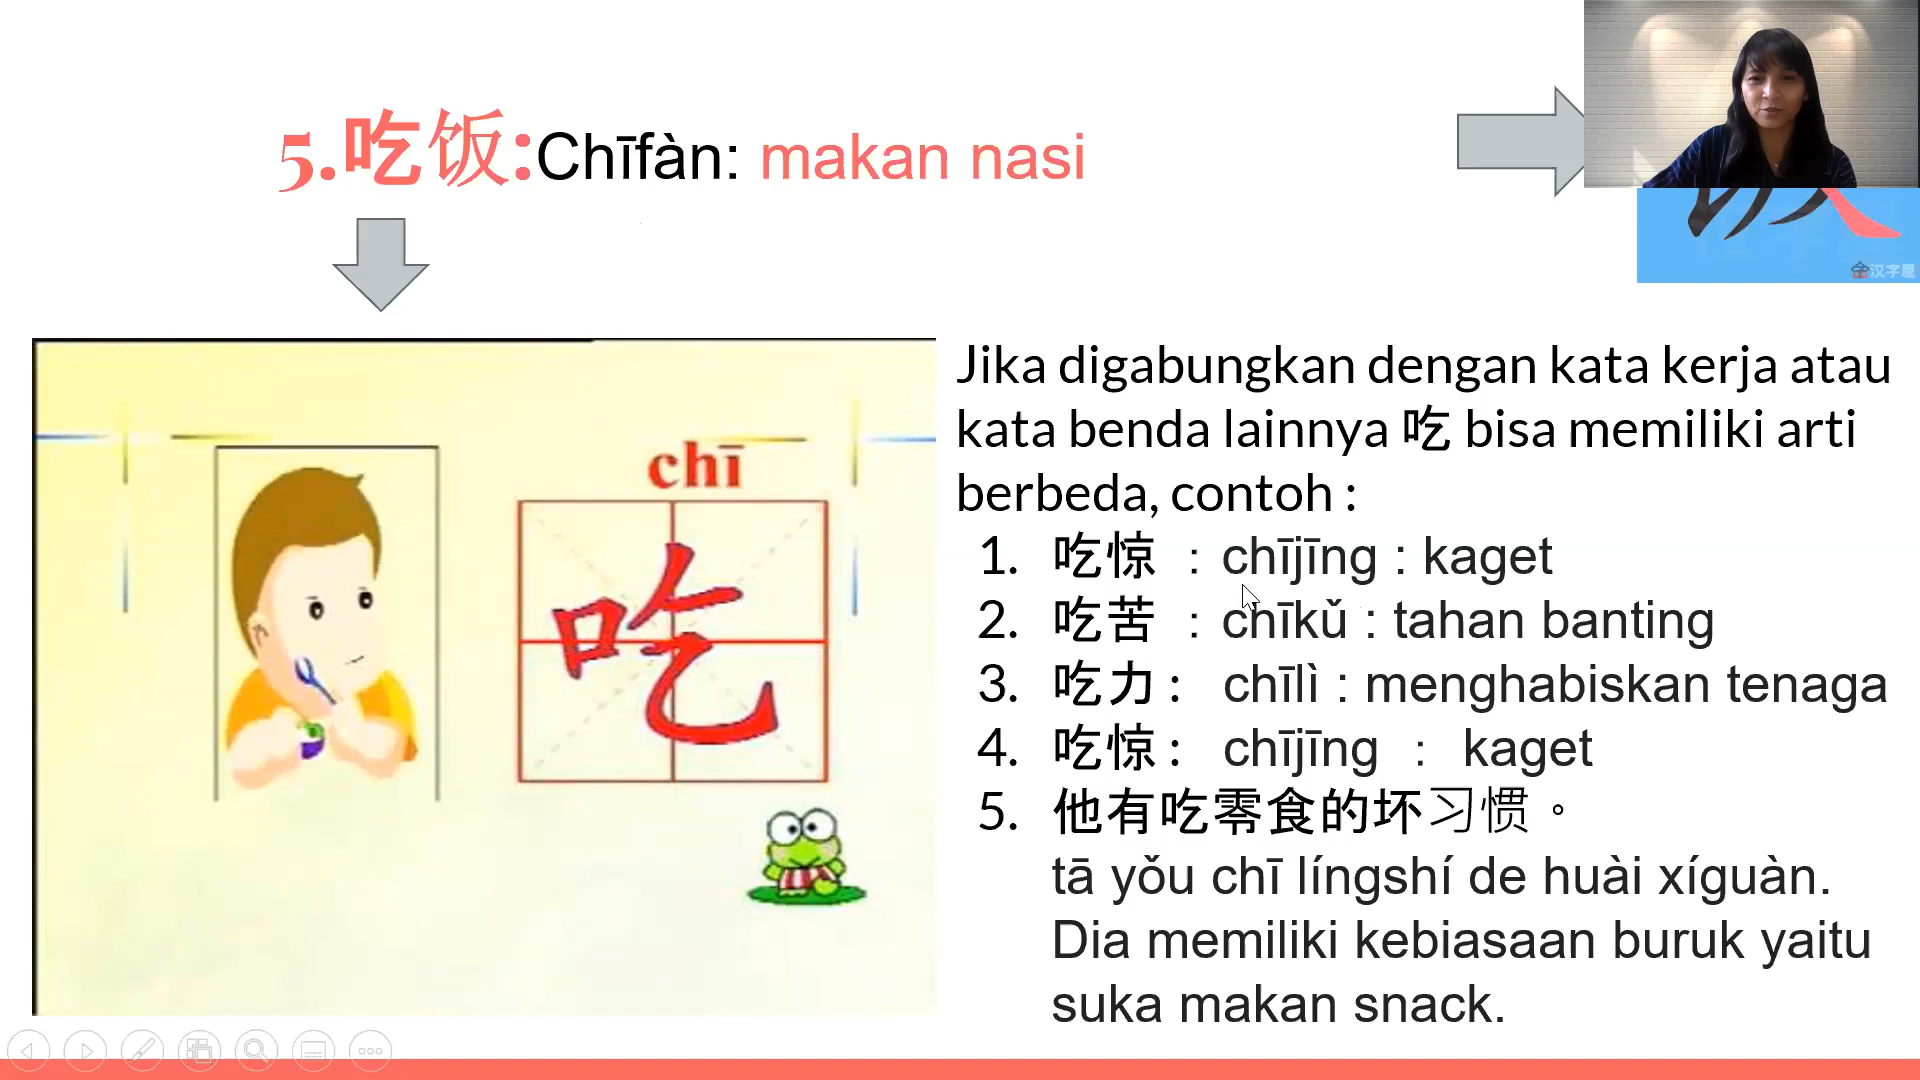 5.吃饭:Chīfàn: makan nasi
汉字屋
chī
吃
Jika digabungkan dengan kata kerja atau
kata benda lainnya 吃 bisa memiliki arti
berbeda, contoh :
1. 吃惊 : chījīng : kaget
2. 吃苦 : chīkǔ : tahan banting
3. 吃力: chīlì : menghabiskan tenaga
4. 吃惊: chījīng : kaget
5. 他有吃零食的坏习惯。
tā yǒu chī língshí de huài xíguàn.
Dia memiliki kebiasaan buruk yaitu
suka makan snack.